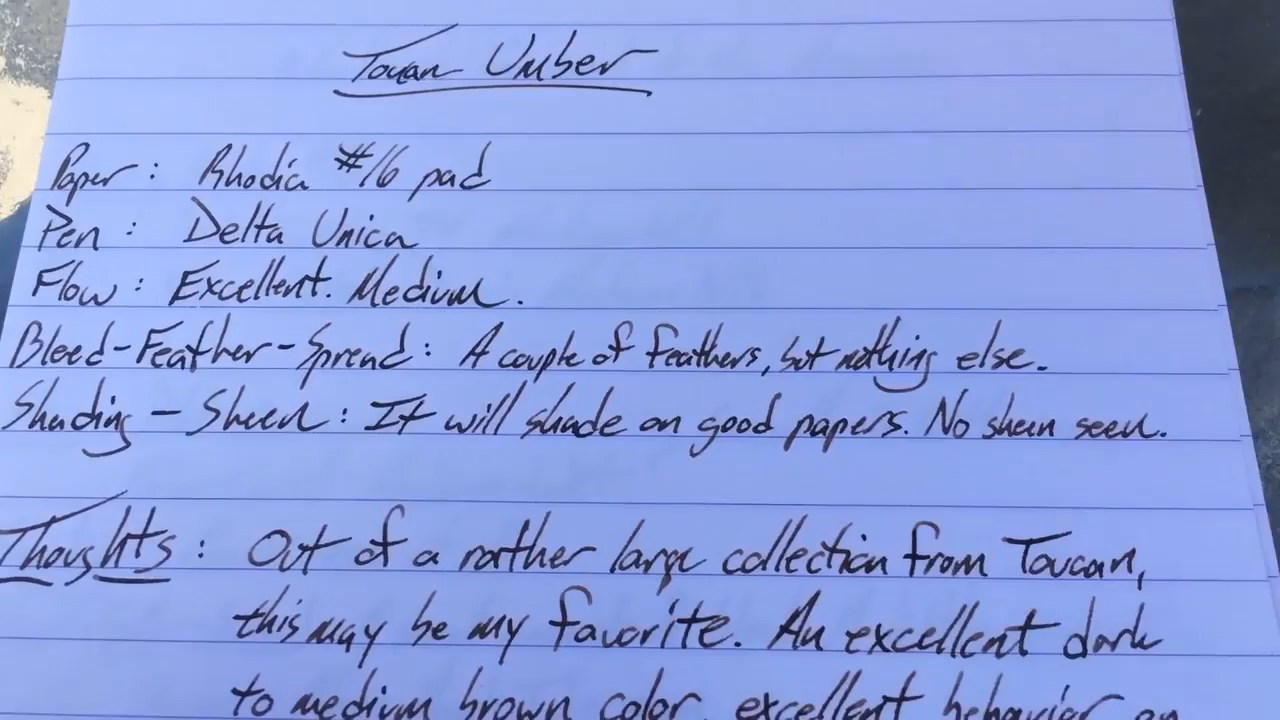 Toucan Umber
Paper: Rhodia #16 pad
Pen: Delta Unica
Flow: Excellent. Medium.
Bleed-Feather-Spread: A couple of feathers, but nothing else.
Shading - Sheen: It will shade on good papers. No sheen seen.
Thoughts: Out of a rather large collection from Toucan,
this may be my favorite. An excellent dark
to medium brown color, excellent behavior on